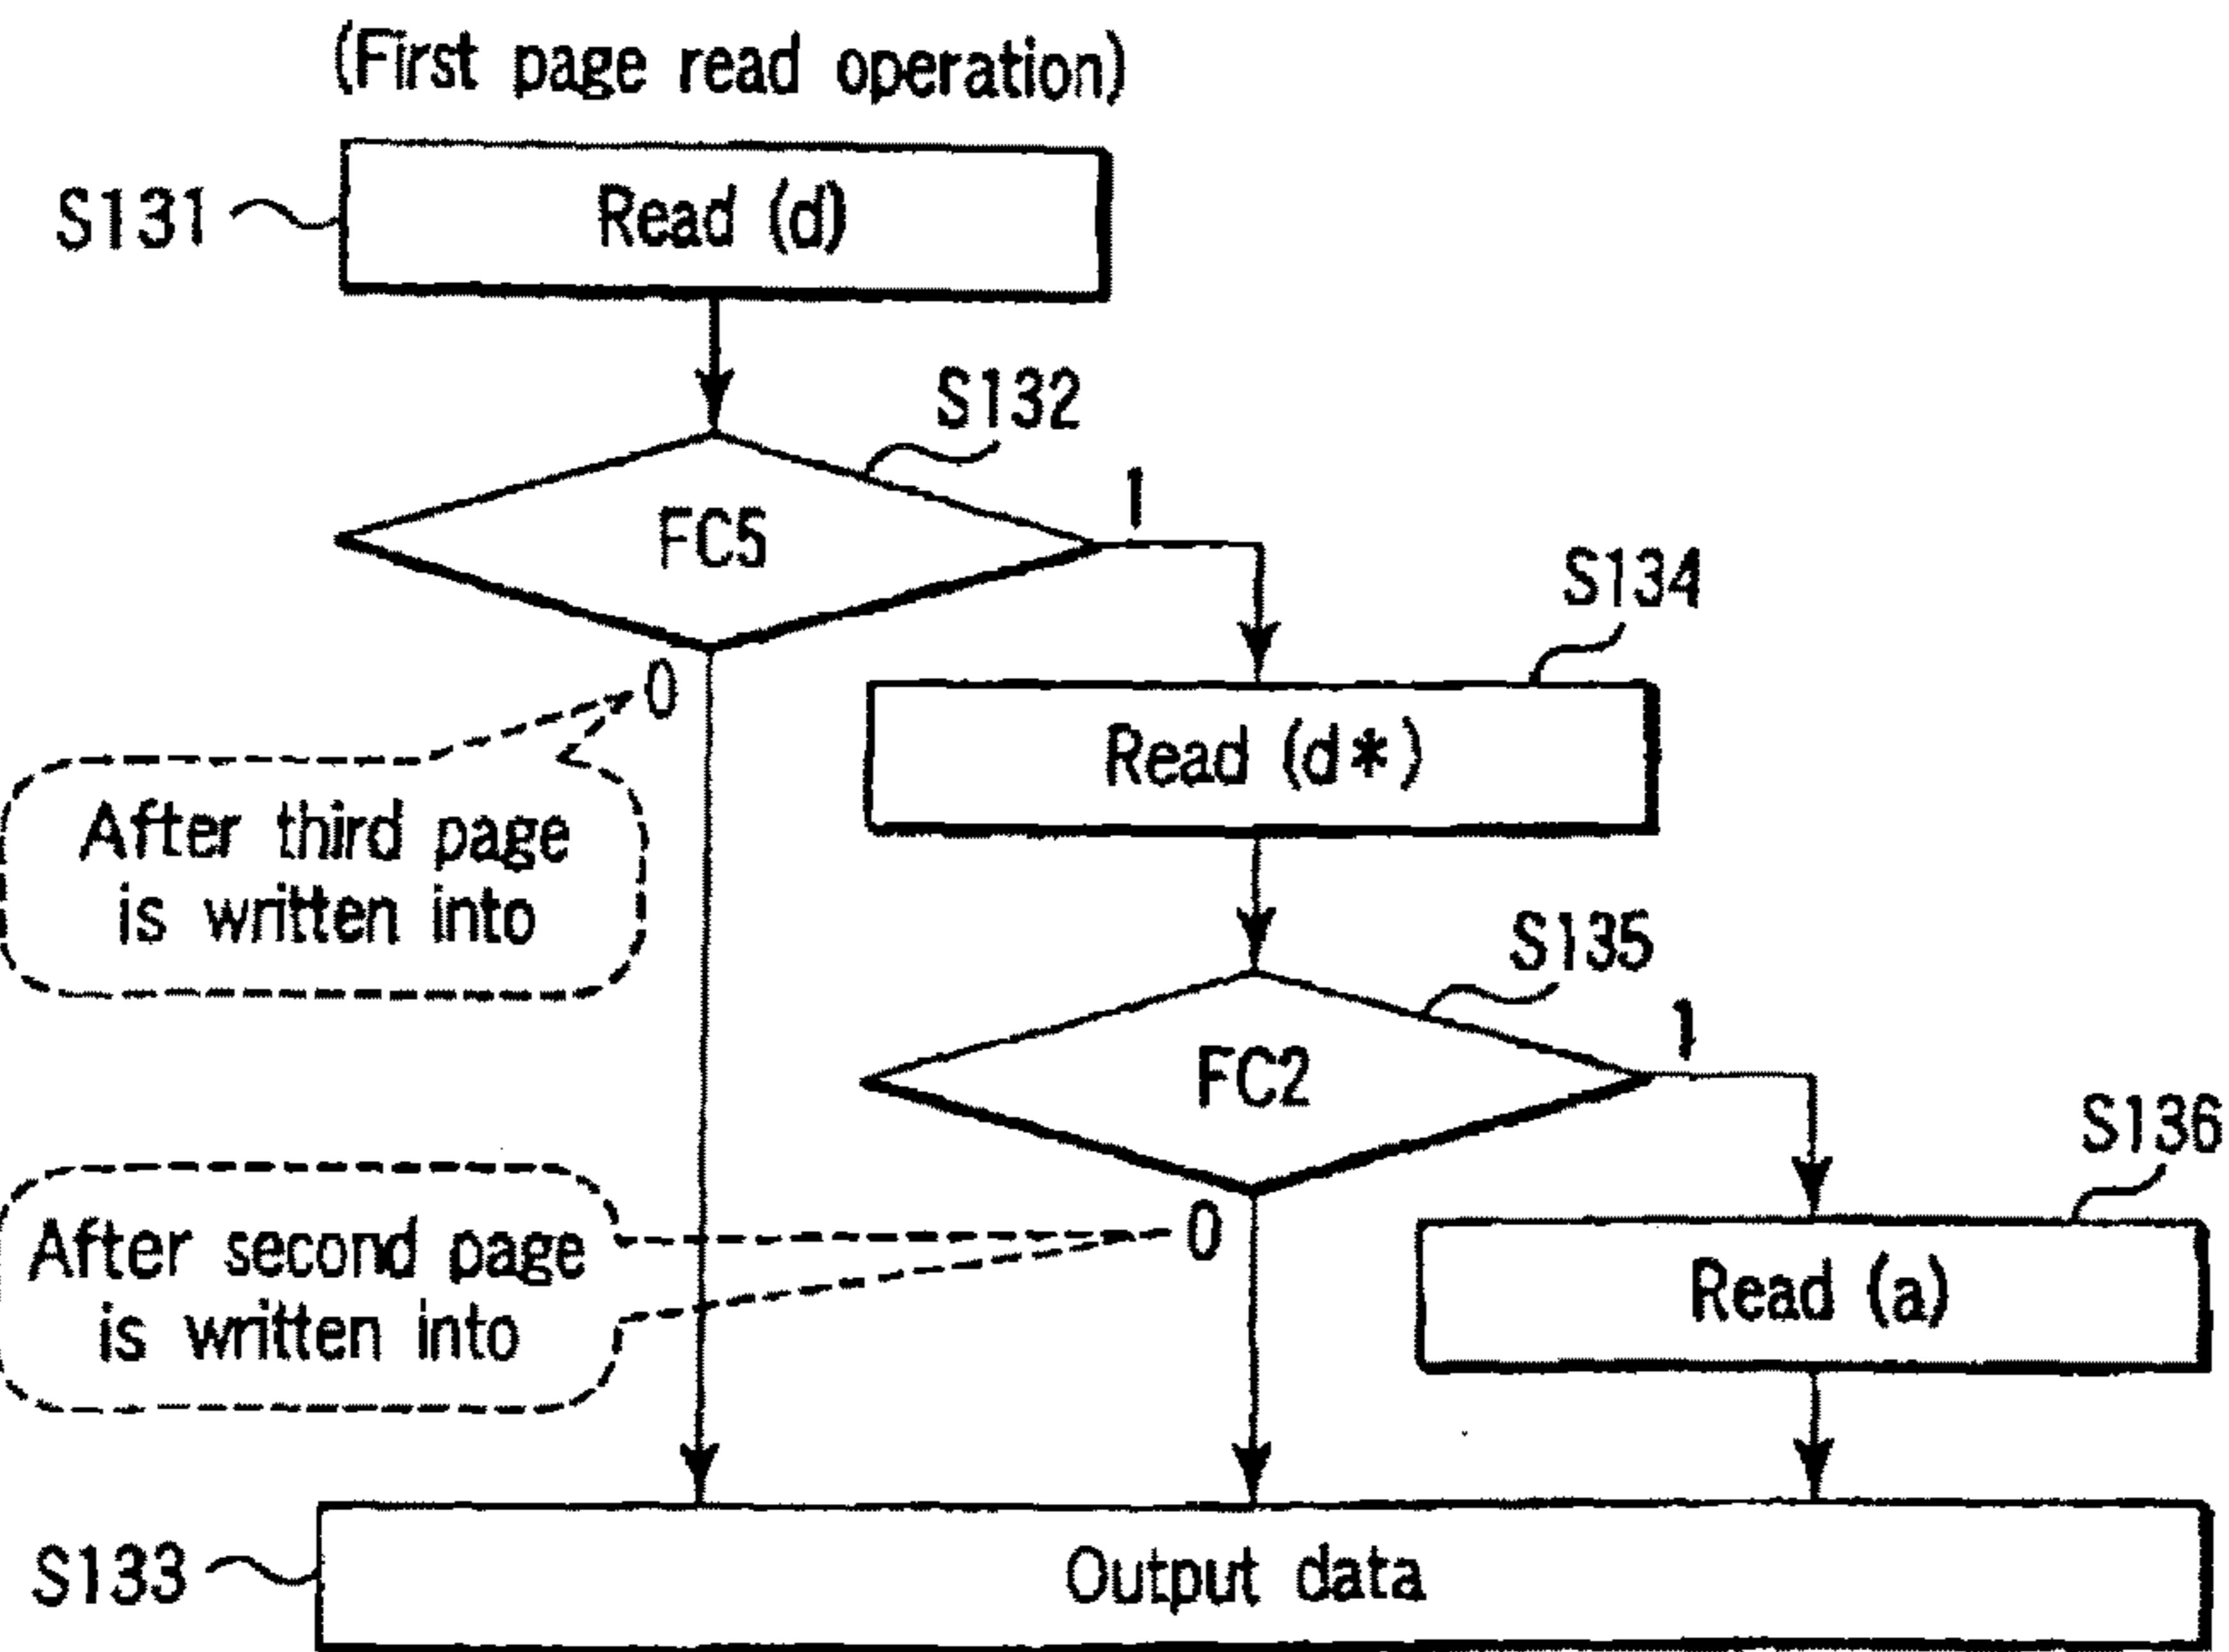 (First page read operation)
S131
Read (d)
S132
FC5
1
0
S134
Read (d*)
After third page
is written into
S135
FC2
1
0
S136
Read (a)
After second page
is written into
S133
Output data